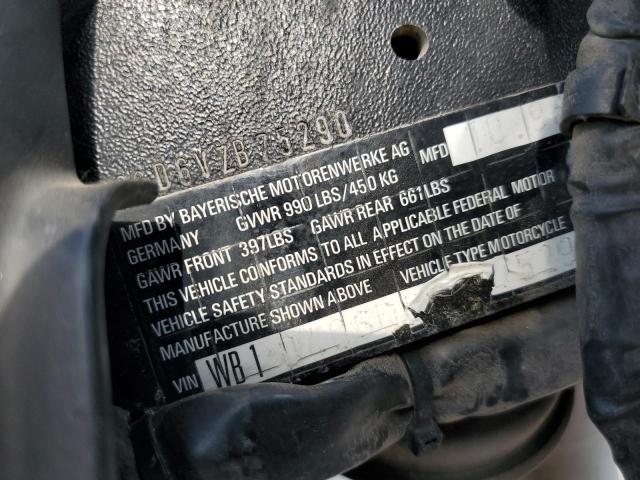 MFD BY BAYERISCHE MOTORENWERKE AG MFD
GERMANY GVWR 990 LBS/450 KG
GAWR FRONT 397LBS GAWR REAR 661LBS
THIS VEHICLE CONFORMS TO ALL APPLICABLE FEDERAL MOTOR
VEHICLE SAFETY STANDARDS IN EFFECT ON THE DATE OF
MANUFACTURE SHOWN ABOVE VEHICLE TYPE MOTORCYCLE
VIN WB 1